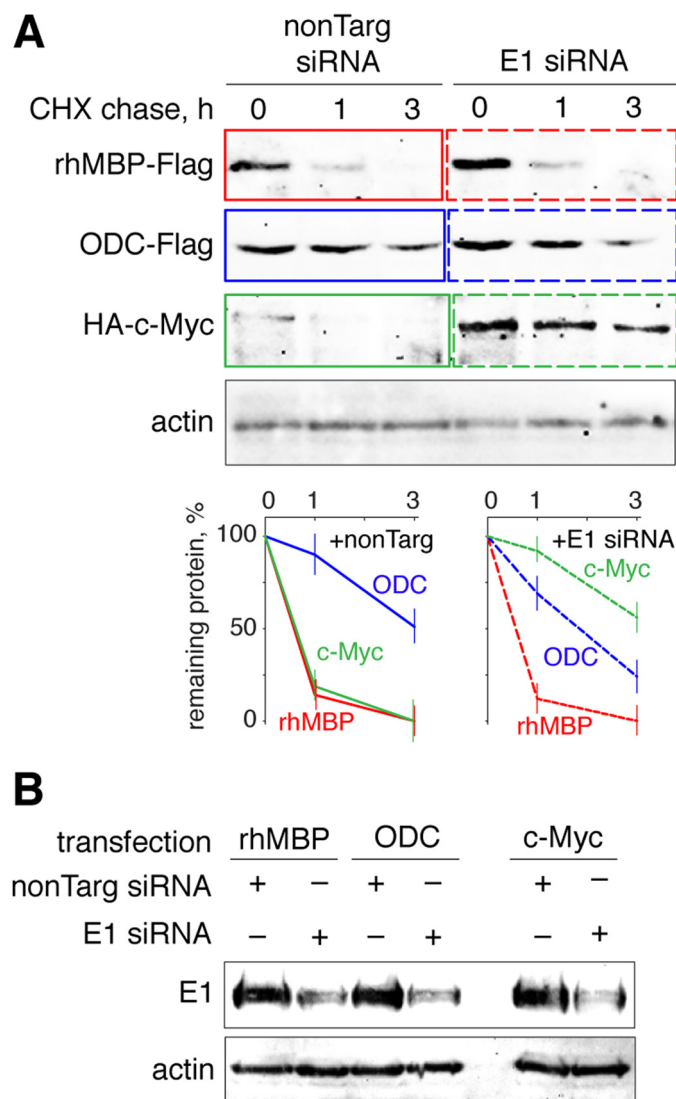 A
nonTarg
siRNA
E1 siRNA
CHX chase, h 0 1 3 0 1 3
rhMBP-Flag
ODC-Flag
HA-c-Myc
actin
0 1 3 0 1 3
remaining protein, %
100
50
0
+nonTarg
ODC
c-Myc
rhMBP
+E1 siRNA
c-Myc
ODC
rhMBP
B
transfection rhMBP ODC c-Myc
nonTarg siRNA + – + – + –
E1 siRNA – + – + – +
E1
actin